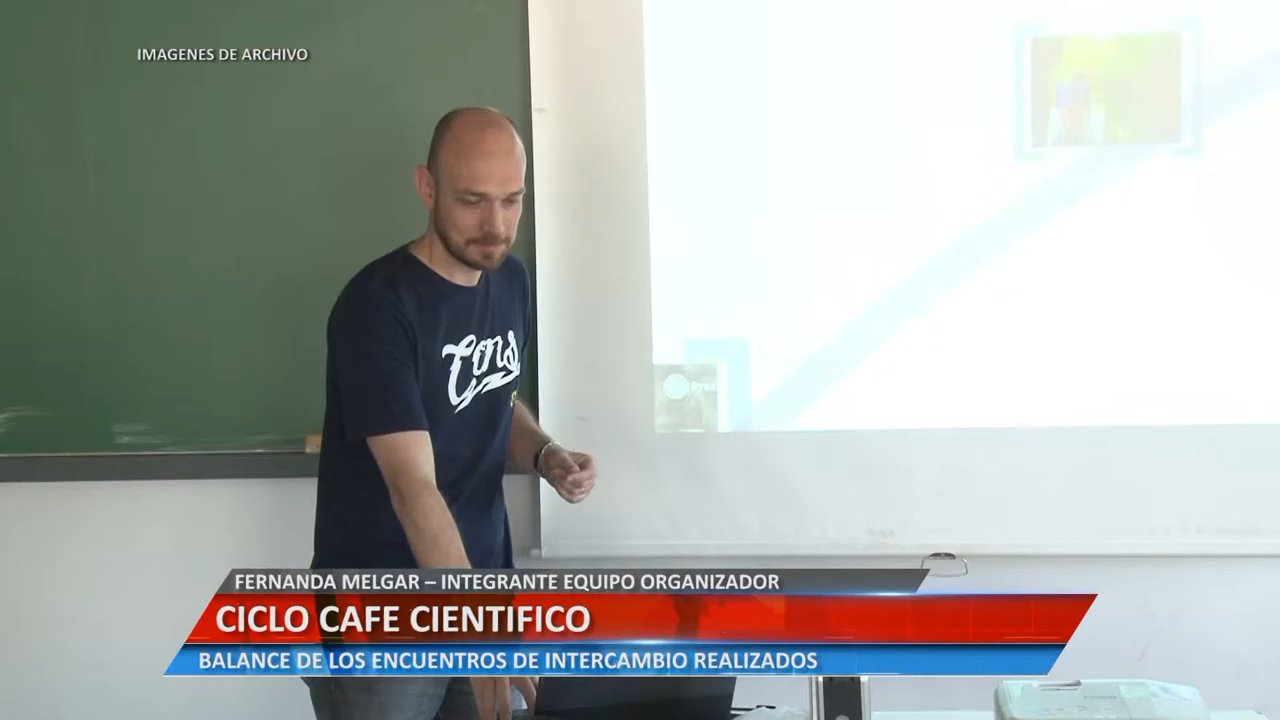 IMAGENES DE ARCHIVO
Cons
FERNANDA MELGAR – INTEGRANTE EQUIPO ORGANIZADOR
CICLO CAFE CIENTIFICO
BALANCE DE LOS ENCUENTROS DE INTERCAMBIO REALIZADOS